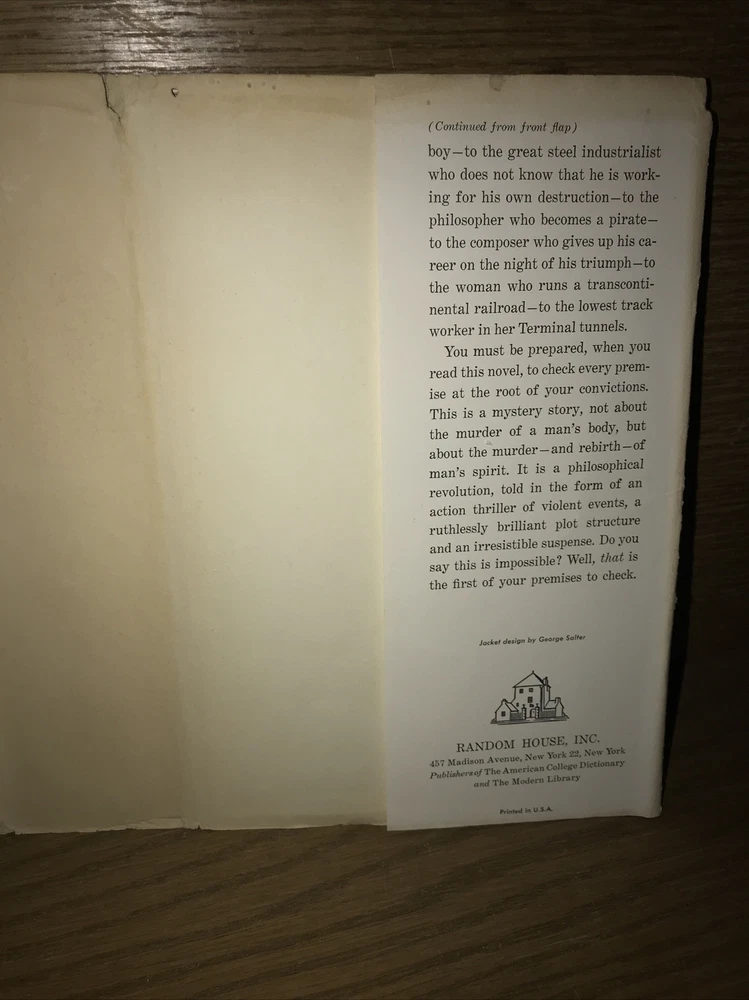 (Continued from front flap)
boy—to the great steel industrialist
who does not know that he is work-
ing for his own destruction—to the
philosopher who becomes a pirate—
to the composer who gives up his ca-
reer on the night of his triumph—to
the woman who runs a transconti-
nental railroad—to the lowest track
worker in her Terminal tunnels.
You must be prepared, when you
read this novel, to check every prem-
ise at the root of your convictions.
This is a mystery story, not about
the murder of a man's body, but
about the murder—and rebirth—of
man's spirit. It is a philosophical
revolution, told in the form of an
action thriller of violent events, a
ruthlessly brilliant plot structure
and an irresistible suspense. Do you
say this is impossible? Well, that is
the first of your premises to check.
Jacket design by George Salter
RANDOM HOUSE, INC.
457 Madison Avenue, New York 22, New York
Publishers of The American College Dictionary
and The Modern Library
Printed in U.S.A.